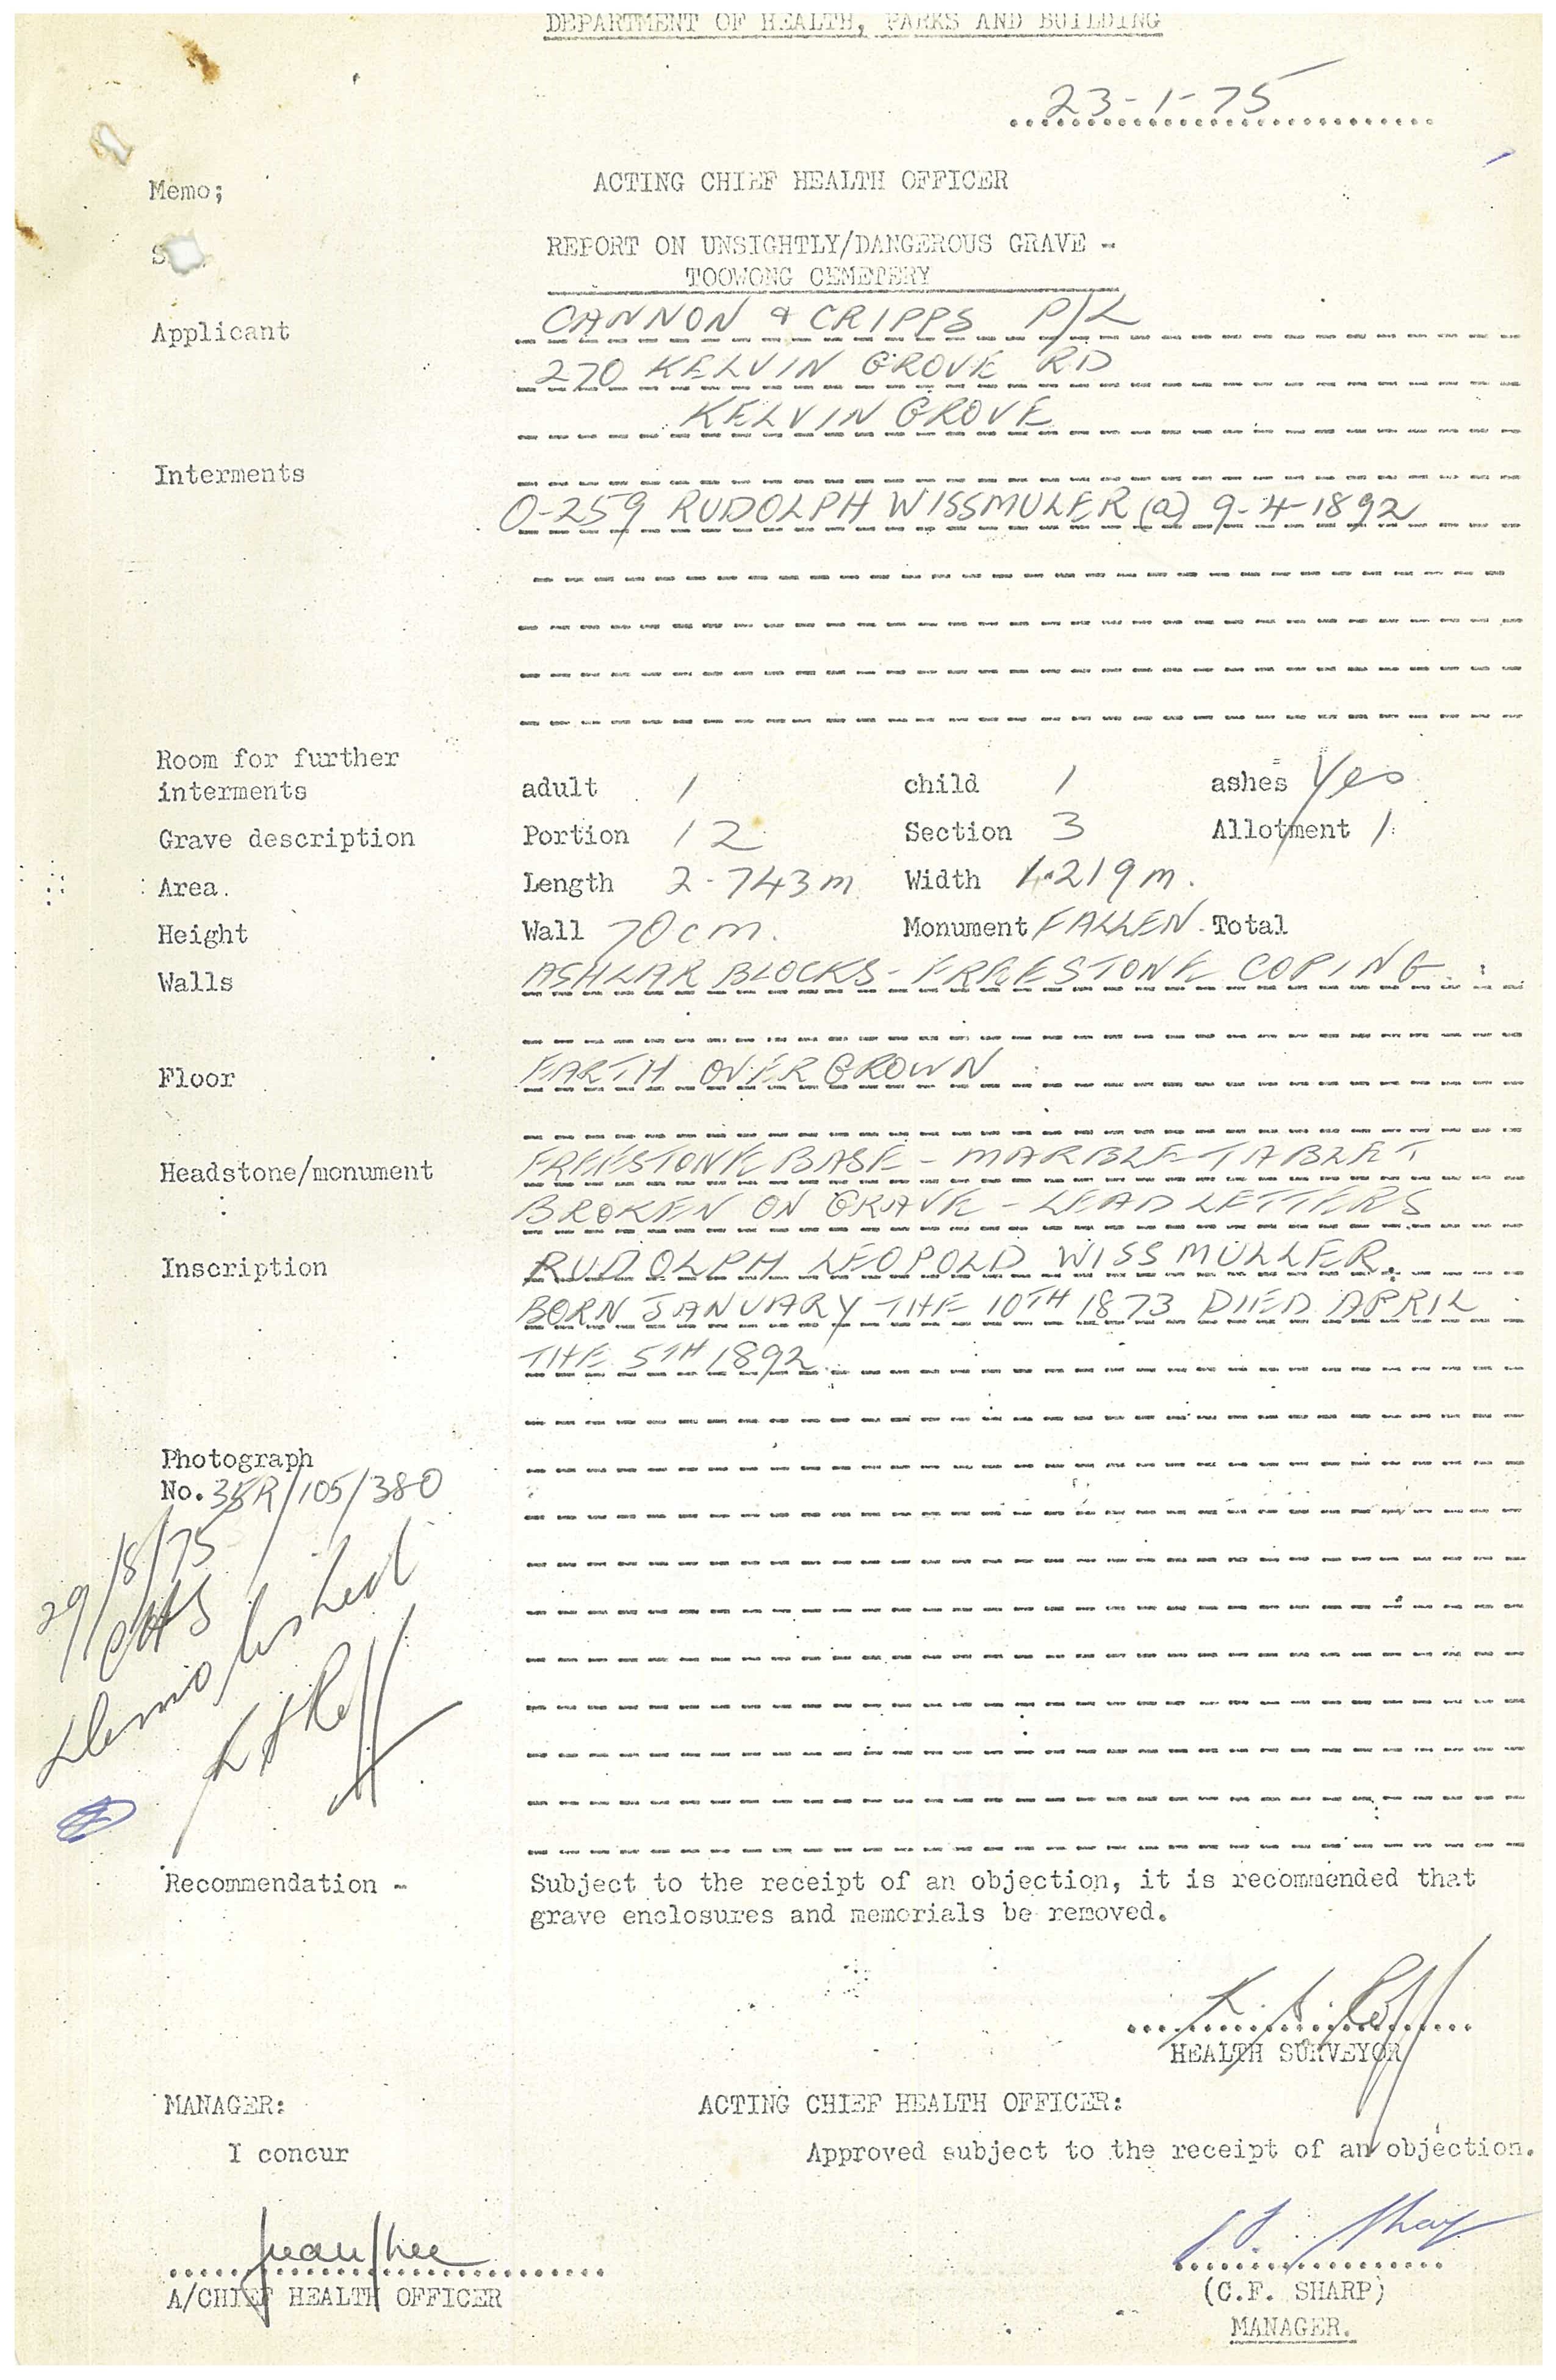 DEPARTMENT OF HEALTH, PARKS AND BUILDING
23-1-75
Memo; ACTING CHIEF HEALTH OFFICER
REPORT ON UNSIGHTLY/DANGEROUS GRAVE -
TOOWONG CEMETERY
Applicant CANNON & CRIPPS P/L
270 KELVIN GROVE RD
KELVIN GROVE
Interments
O-259 RUDOLPH WISSMULER (a) 9-4-1892
Room for further
interments adult 1 child 1 ashes Yes
Grave description Portion 12 Section 3 Allotment 1
Area. Length 2-743m Width 1.219m.
Height Wall 70cm. Monument FALLEN. Total
Walls ASHLAR BLOCKS - FREESTONE COPING.
Floor EARTH OVERGROWN
Headstone/monument FREESTONE BASE - MARBLE TABLET
BROKEN ON GRAVE - LEAD LETTERS
Inscription RUDOLPH LEOPOLD WISSMULLER.
BORN JANUARY THE 10TH 1873 DIED APRIL
THE 5TH 1892
Photograph
No. 35R/105/380
29/8/75
Demolished
Recommendation - Subject to the receipt of an objection, it is recommended that
grave enclosures and memorials be removed.
HEALTH SURVEYOR
MANAGER: ACTING CHIEF HEALTH OFFICER:
I concur Approved subject to the receipt of an objection.
A/CHIEF HEALTH OFFICER (C.F. SHARP)
MANAGER.